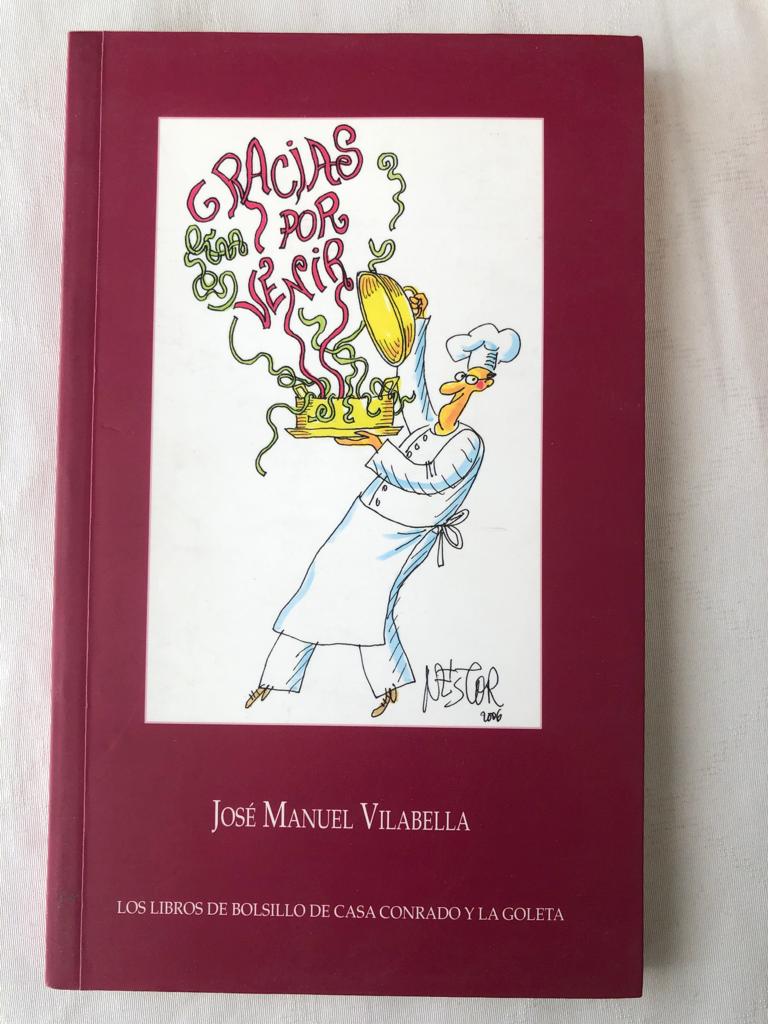 GRACIAS
POR
VENIR
NÉSTOR
2006
JOSÉ MANUEL VILABELLA
LOS LIBROS DE BOLSILLO DE CASA CONRADO Y LA GOLETA